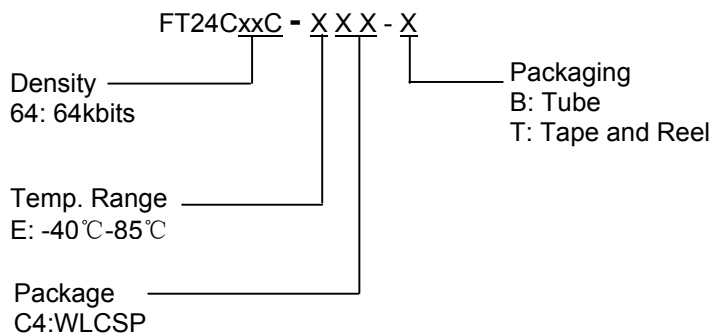 FT24CxxC - X X X - X
Density
64: 64kbits
Packaging
B: Tube
T: Tape and Reel
Temp. Range
E: -40℃-85℃
Package
C4:WLCSP